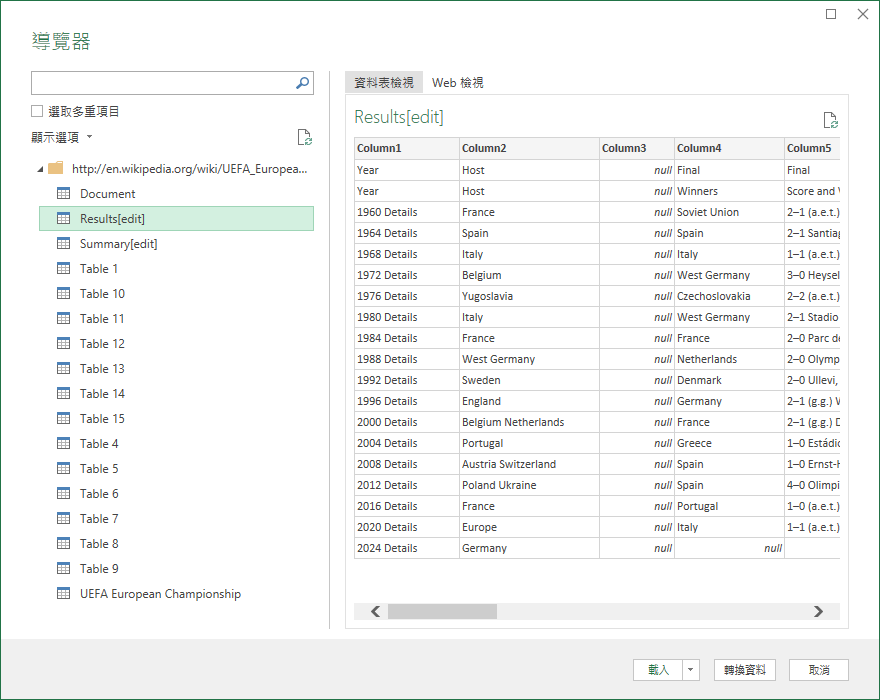 導覽器
選取多重項目
顯示選項
http://en.wikipedia.org/wiki/UEFA_Europea...
Document
Results[edit]
Summary[edit]
Table 1
Table 10
Table 11
Table 12
Table 13
Table 14
Table 15
Table 4
Table 5
Table 6
Table 7
Table 8
Table 9
UEFA European Championship
資料表檢視 Web 檢視
Results[edit]
Column1 Column2 Column3 Column4 Column5
Year Host null Final Final
Year Host null Winners Score and
1960 Details France null Soviet Union 2–1 (a.e.t.)
1964 Details Spain null Spain 2–1 Santia
1968 Details Italy null Italy 1–1 (a.e.t.)
1972 Details Belgium null West Germany 3–0 Heysel
1976 Details Yugoslavia null Czechoslovakia 2–2 (a.e.t.)
1980 Details Italy null West Germany 2–1 Stadio
1984 Details France null France 2–0 Parc de
1988 Details West Germany null Netherlands 2–0 Olymp
1992 Details Sweden null Denmark 2–0 Ullevi,
1996 Details England null Germany 2–1 (g.g.) W
2000 Details Belgium Netherlands null France 2–1 (g.g.) D
2004 Details Portugal null Greece 1–0 Estádio
2008 Details Austria Switzerland null Spain 1–0 Ernst-H
2012 Details Poland Ukraine null Spain 4–0 Olimpi
2016 Details France null Portugal 1–0 (a.e.t.)
2020 Details Europe null Italy 1–1 (a.e.t.)
2024 Details Germany null null
載入 轉換資料 取消